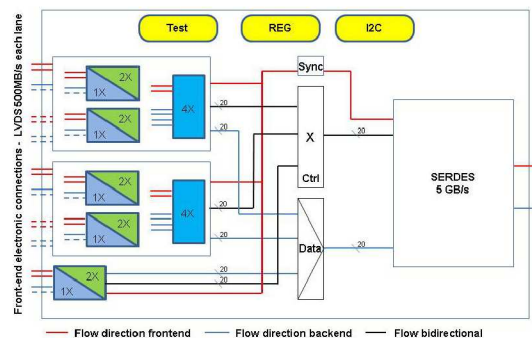 Test REG I2C
Front-end electronic connections - LVDS 500MB/s each lane
2X
1X
2X
1X
4X
20
20
2X
1X
2X
1X
4X
20
20
2X
1X
20
20
Sync
X
Ctrl
20
Data
20
SERDES
5 GB/s
Flow direction frontend Flow direction backend Flow bidirectional